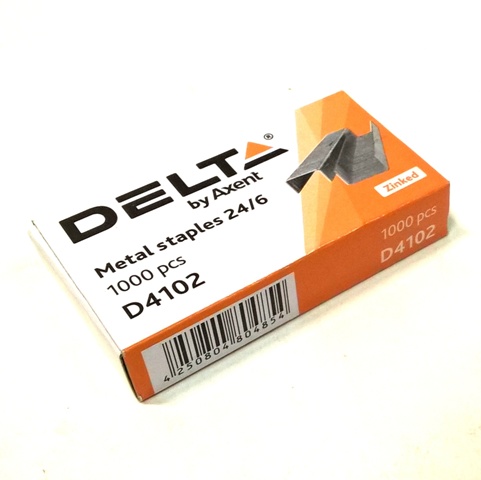 DELTA®
by Axent
Metal staples 24/6
1000 pcs
D4102
Zinked
1000 pcs
D4102
4 250804 804854